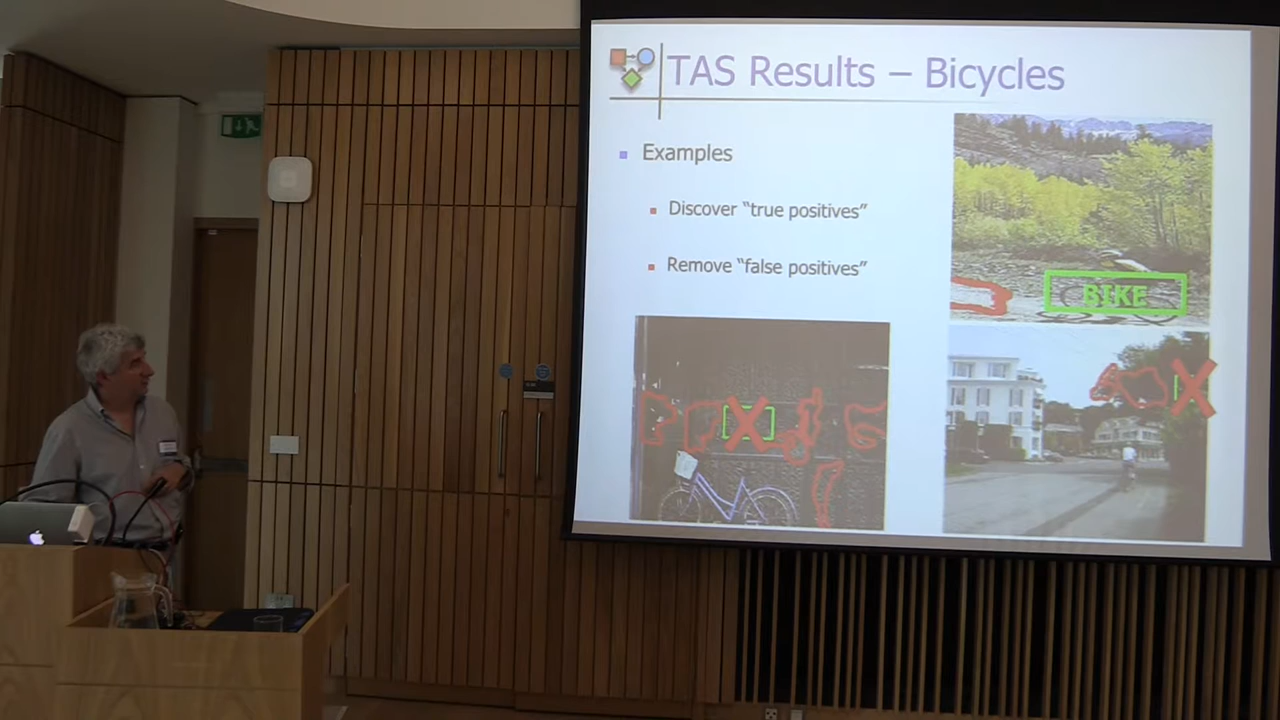 TAS Results – Bicycles
Examples
Discover “true positives”
Remove “false positives”
BIKE